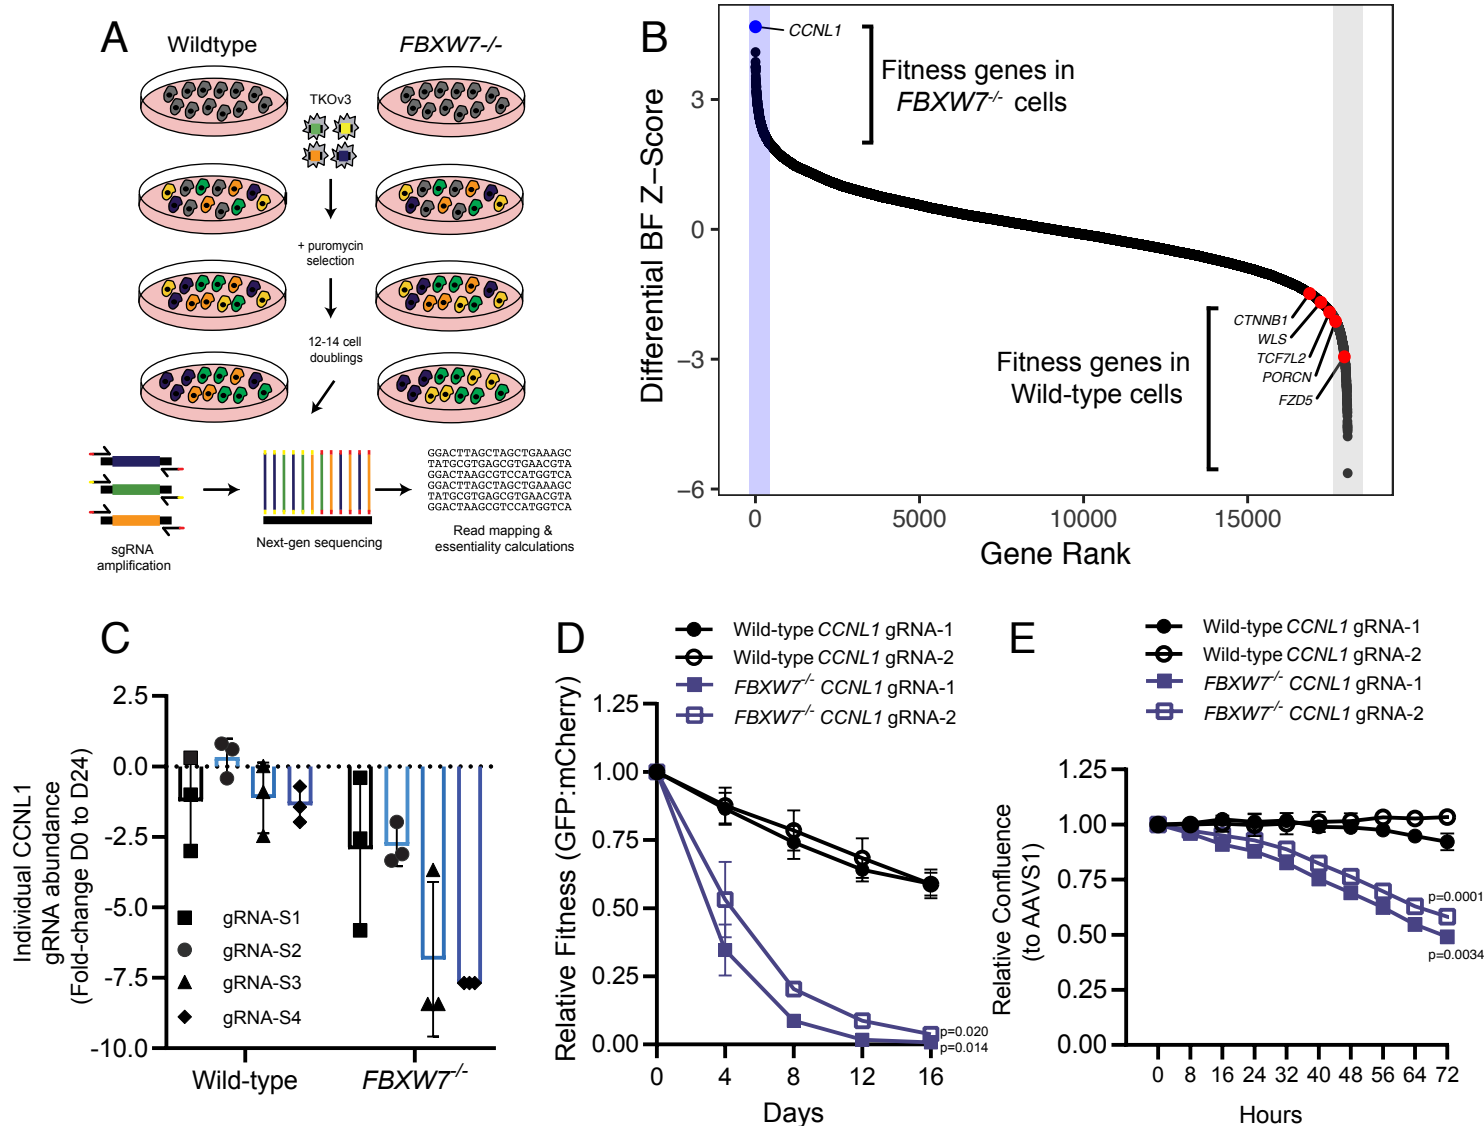 A
Wildtype
FBXW7-/-
TKOv3
+ puromycin
selection
12-14 cell
doublings
sgRNA
amplification
Next-gen sequencing
GGACTTAGCTAGCTGAAAGC
TATGCGTGAGCGTGAACGTA
GGACTAAGCGTCCATGGTCA
GGACTTAGCTAGCTGAAAGC
TATGCGTGAGCGTGAACGTA
GGACTAAGCGTCCATGGTCA
Read mapping &
essentiality calculations
B
Differential BF Z−Score
3
0
−3
−6
CCNL1
Fitness genes in
FBXW7-/- cells
Fitness genes in
Wild-type cells
CTNNB1
WLS
TCF7L2
PORCN
FZD5
0
5000
10000
15000
Gene Rank
C
Individual CCNL1
gRNA abundance
(Fold-change D0 to D24)
2.5
0.0
-2.5
-5.0
-7.5
-10.0
gRNA-S1
gRNA-S2
gRNA-S3
gRNA-S4
Wild-type
FBXW7-/-
D
Wild-type CCNL1 gRNA-1
Wild-type CCNL1 gRNA-2
FBXW7-/- CCNL1 gRNA-1
FBXW7-/- CCNL1 gRNA-2
Relative Fitness (GFP:mCherry)
1.25
1.00
0.75
0.50
0.25
0.00
p=0.020
p=0.014
0
4
8
12
16
Days
E
Wild-type CCNL1 gRNA-1
Wild-type CCNL1 gRNA-2
FBXW7-/- CCNL1 gRNA-1
FBXW7-/- CCNL1 gRNA-2
Relative Confluence
(to AAVS1)
1.25
1.00
0.75
0.50
0.25
0.00
p=0.0001
p=0.0034
0
8
16
24
32
40
48
56
64
72
Hours